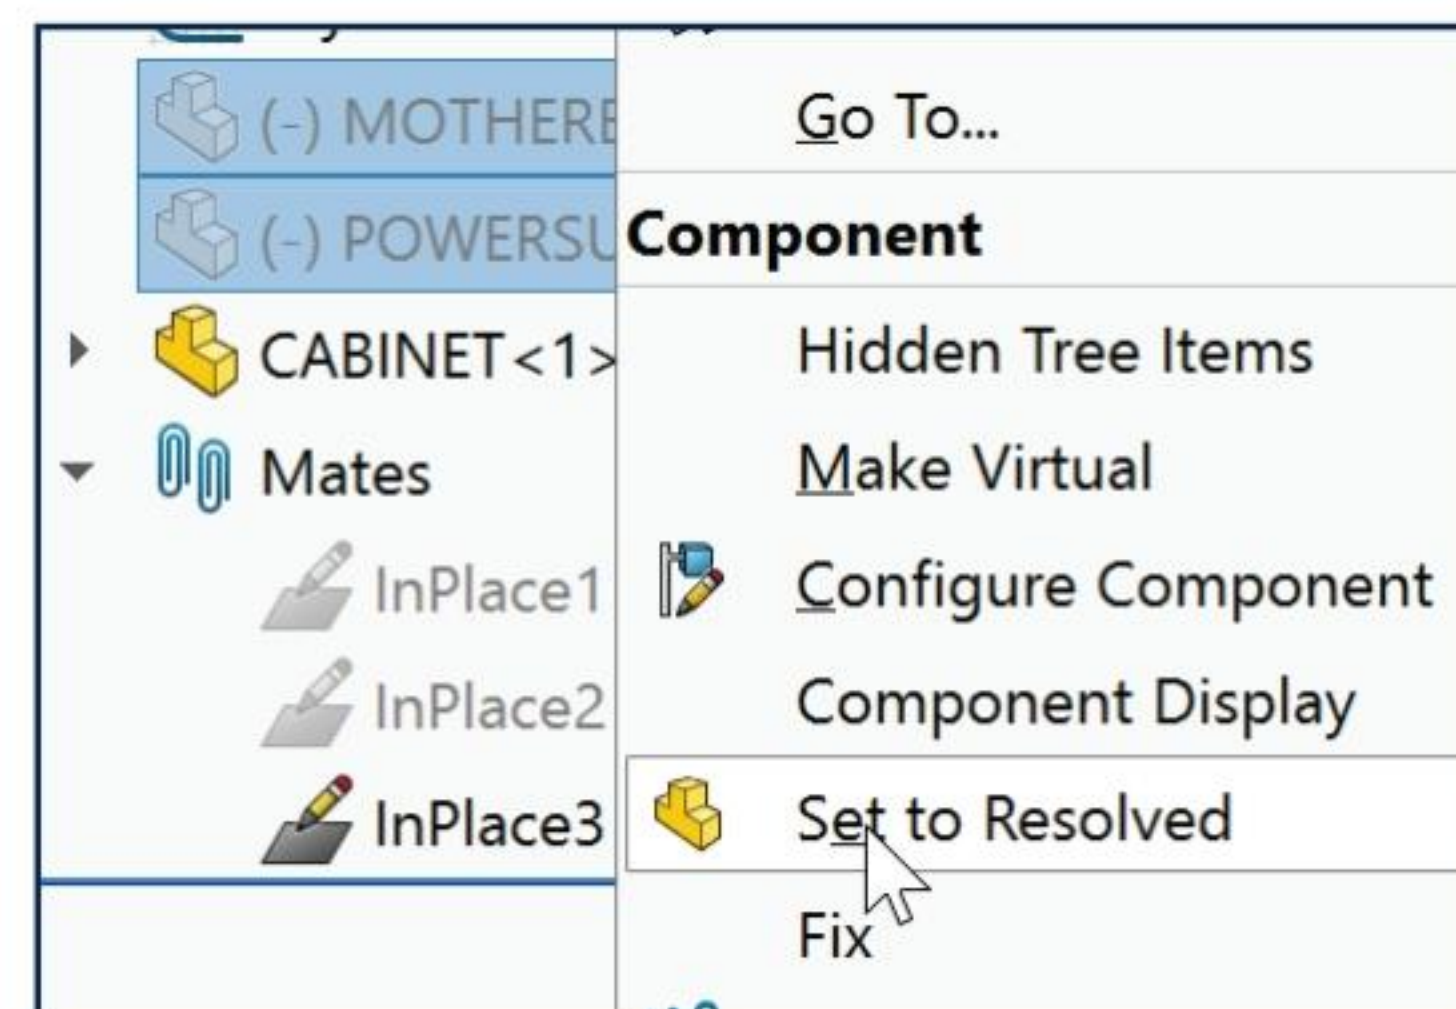 (-) MOTHERB
(-) POWERSU
CABINET<1>
Mates
InPlace1
InPlace2
InPlace3
Go To...
Component
Hidden Tree Items
Make Virtual
Configure Component
Component Display
Set to Resolved
Fix